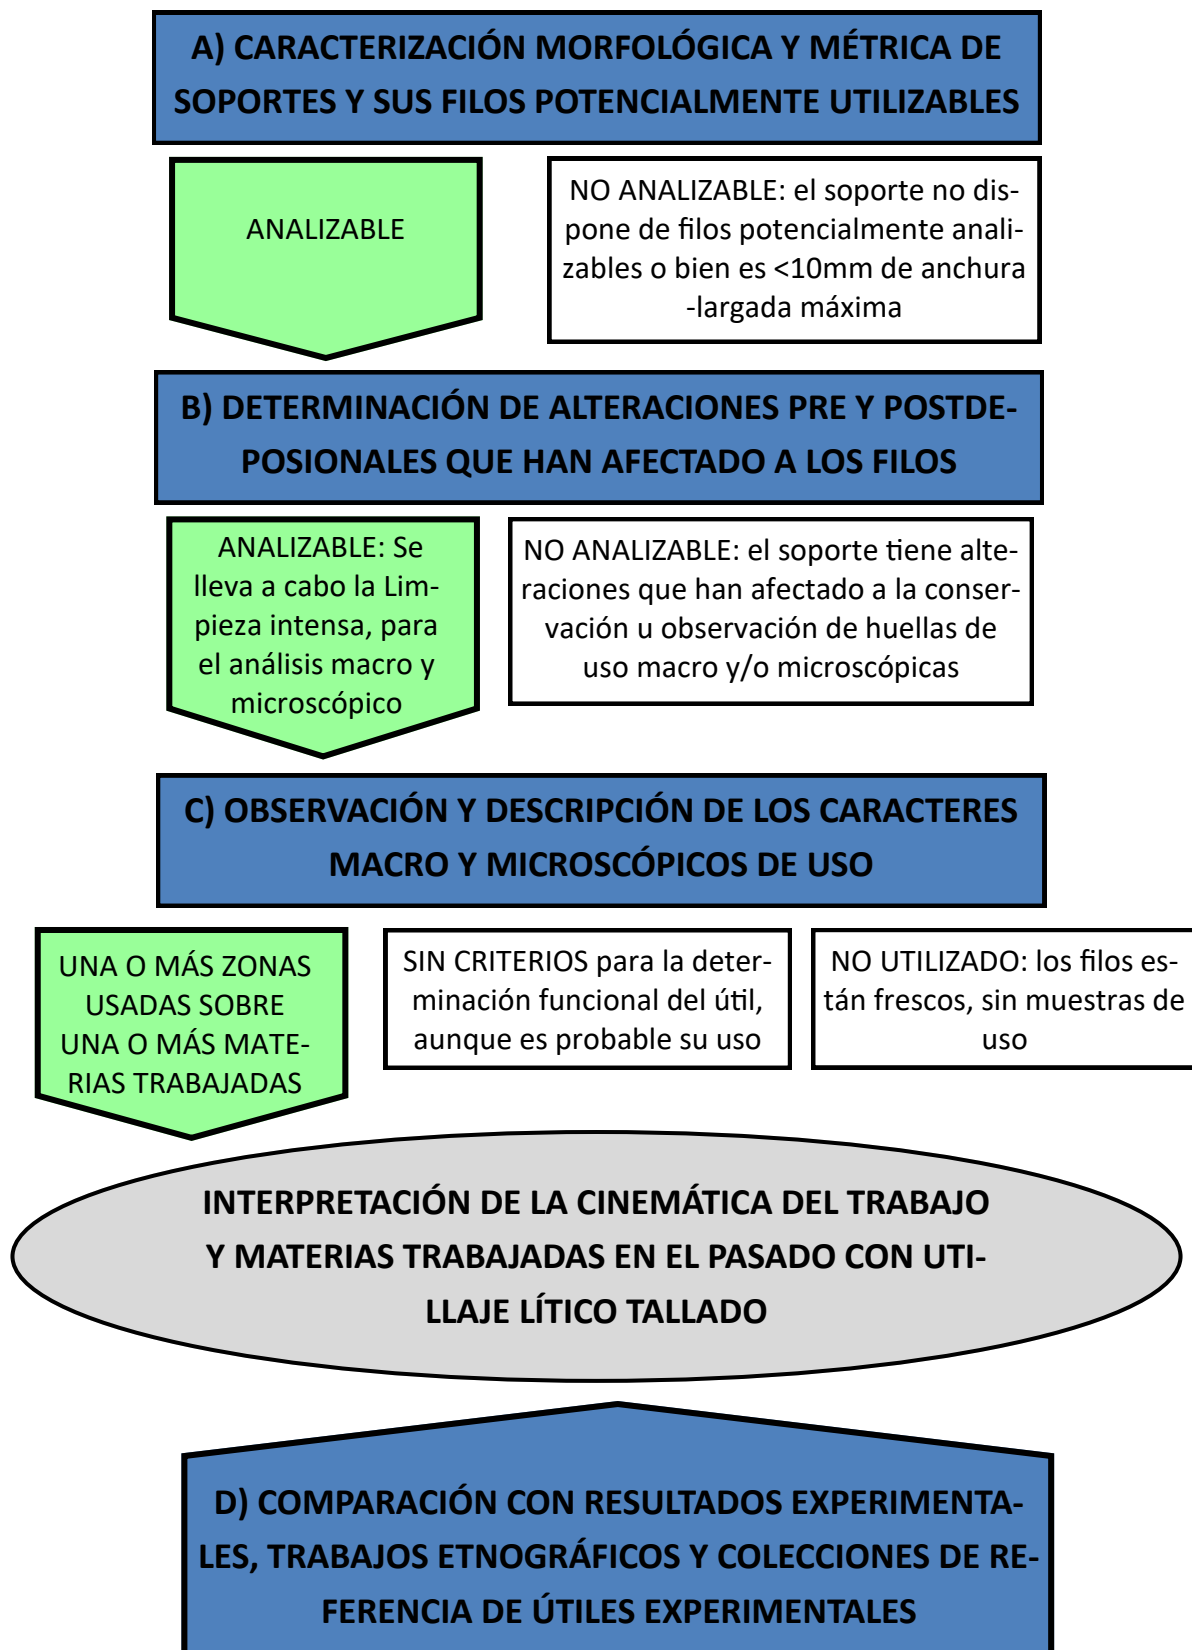 A) CARACTERIZACIÓN MORFOLÓGICA Y MÉTRICA DE
SOPORTES Y SUS FILOS POTENCIALMENTE UTILIZABLES
ANALIZABLE
NO ANALIZABLE: el soporte no dis-
pone de filos potencialmente anali-
zables o bien es <10mm de anchura
-largada máxima
B) DETERMINACIÓN DE ALTERACIONES PRE Y POSTDE-
POSIONALES QUE HAN AFECTADO A LOS FILOS
ANALIZABLE: Se
lleva a cabo la Lim-
pieza intensa, para
el análisis macro y
microscópico
NO ANALIZABLE: el soporte tiene alte-
raciones que han afectado a la conser-
vación u observación de huellas de
uso macro y/o microscópicas
C) OBSERVACIÓN Y DESCRIPCIÓN DE LOS CARACTERES
MACRO Y MICROSCÓPICOS DE USO
UNA O MÁS ZONAS
USADAS SOBRE
UNA O MÁS MATE-
RIAS TRABAJADAS
SIN CRITERIOS para la deter-
minación funcional del útil,
aunque es probable su uso
NO UTILIZADO: los filos es-
tán frescos, sin muestras de
uso
INTERPRETACIÓN DE LA CINEMÁTICA DEL TRABAJO
Y MATERIAS TRABAJADAS EN EL PASADO CON UTI-
LLAJE LÍTICO TALLADO
D) COMPARACIÓN CON RESULTADOS EXPERIMENTA-
LES, TRABAJOS ETNOGRÁFICOS Y COLECCIONES DE RE-
FERENCIA DE ÚTILES EXPERIMENTALES